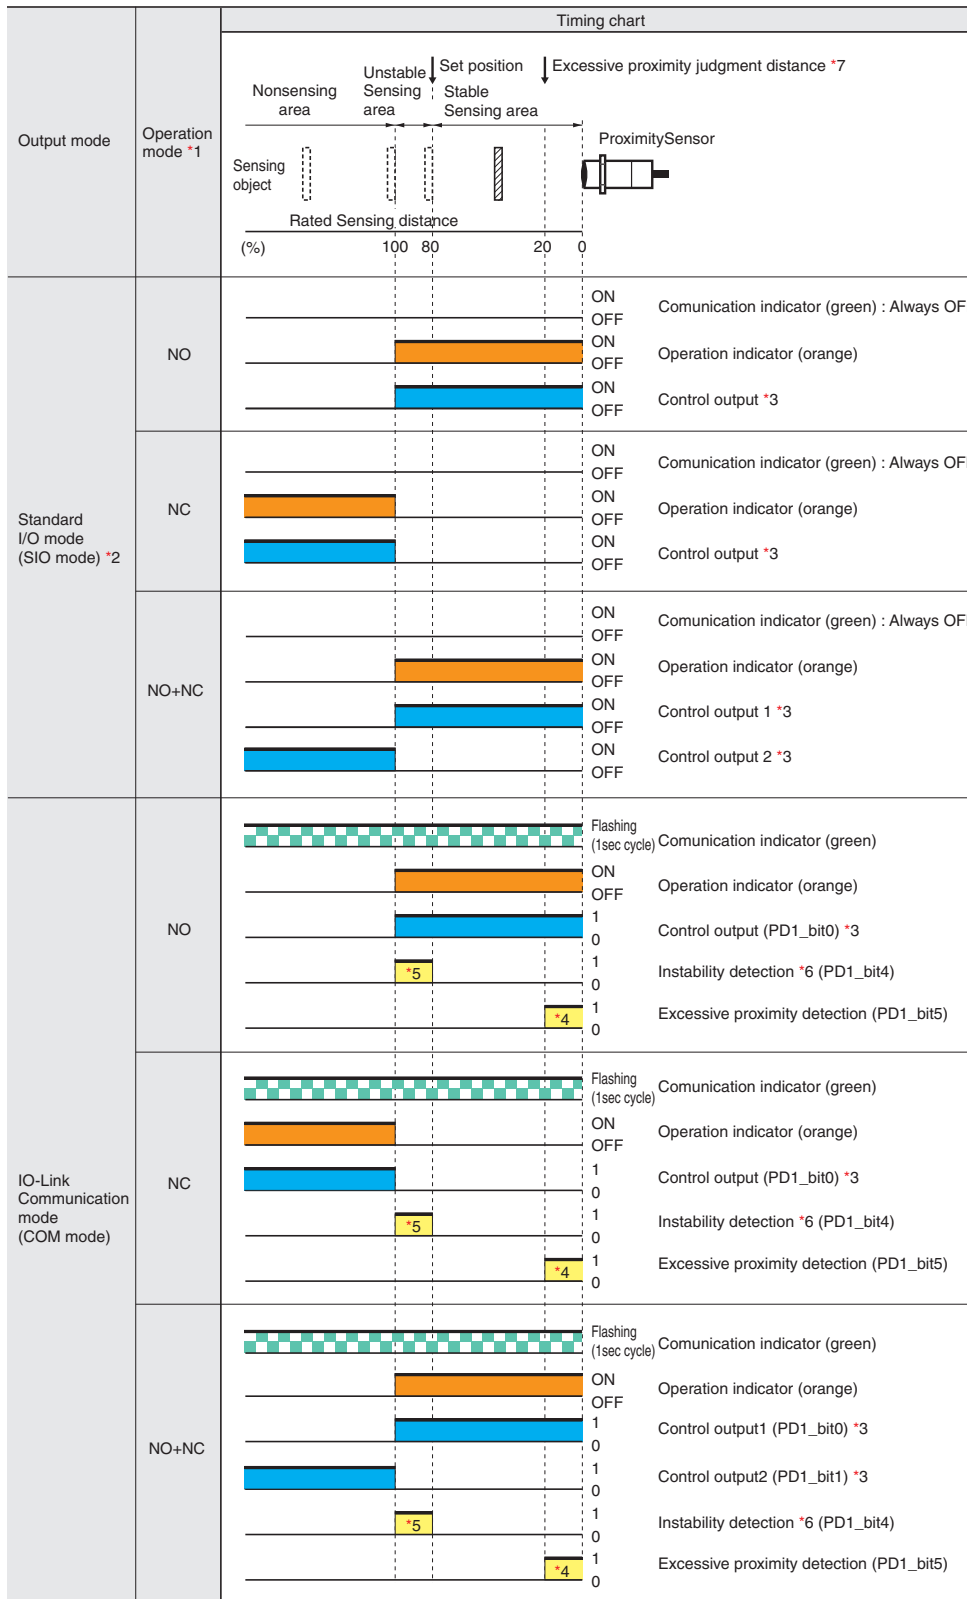 Timing chart
Output mode
Operation
mode *1
Nonsensing
area
Unstable
Sensing
area
Set position
Stable
Sensing area
Excessive proximity judgment distance *7
ProximitySensor
Sensing
object
Rated Sensing distance
(%) 100 80 20 0
Standard
I/O mode
(SIO mode) *2
NO
ON
OFF
Comunication indicator (green) : Always OF
ON
OFF
Operation indicator (orange)
ON
OFF
Control output *3
NC
ON
OFF
Comunication indicator (green) : Always OF
ON
OFF
Operation indicator (orange)
ON
OFF
Control output *3
NO+NC
ON
OFF
Comunication indicator (green) : Always OF
ON
OFF
Operation indicator (orange)
ON
OFF
Control output 1 *3
ON
OFF
Control output 2 *3
IO-Link
Communication
mode
(COM mode)
NO
Flashing
(1sec cycle)
Comunication indicator (green)
ON
OFF
Operation indicator (orange)
1
0
Control output (PD1_bit0) *3
*5
1
0
Instability detection *6 (PD1_bit4)
*4
1
0
Excessive proximity detection (PD1_bit5)
NC
Flashing
(1sec cycle)
Comunication indicator (green)
ON
OFF
Operation indicator (orange)
1
0
Control output (PD1_bit0) *3
*5
1
0
Instability detection *6 (PD1_bit4)
*4
1
0
Excessive proximity detection (PD1_bit5)
NO+NC
Flashing
(1sec cycle)
Comunication indicator (green)
ON
OFF
Operation indicator (orange)
1
0
Control output1 (PD1_bit0) *3
1
0
Control output2 (PD1_bit1) *3
*5
1
0
Instability detection *6 (PD1_bit4)
*4
1
0
Excessive proximity detection (PD1_bit5)